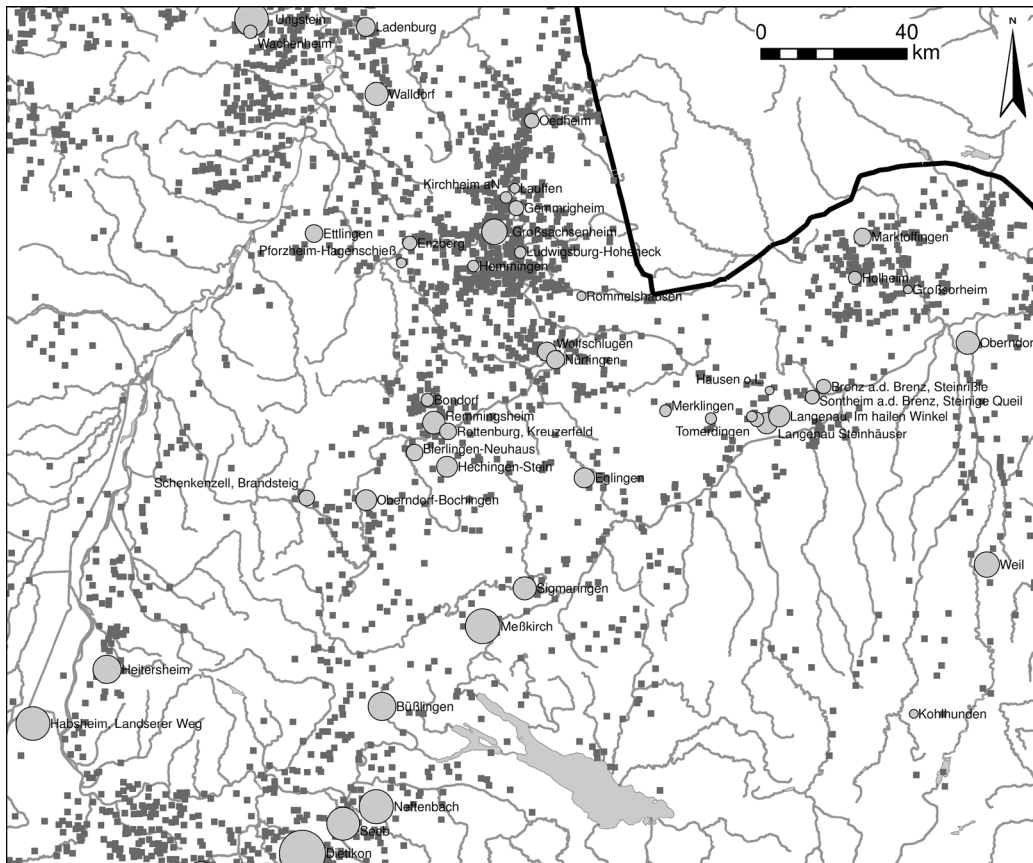 Ungstein
Ladenburg
Wachenheim
0
40
km
N
Walldorf
Oedheim
Kirchheim aN
Lauffen
Gemmrigheim
Ettlingen
Enzberg
Großsachsenheim
Marktoffingen
Pforzheim-Hagenschieß
Ludwigsburg-Hoheneck
Hemmingen
Holheim
Großsorheim
Rommelshausen
Wolfschlugen
Nürtingen
Oberndorf
Hausen o.L.
Brenz a.d. Brenz, Steinrißle
Sontheim a.d. Brenz, Steinige Queil
Bondorf
Merklingen
Remmingsheim
Langenau, Im hailen Winkel
Rottenburg, Kreuzerfeld
Tomerdingen
Langenau Steinhäuser
Bierlingen-Neuhaus
Hechingen-Stein
Schenkenzell, Brandsteig
Eglingen
Oberndorf-Bochingen
Weil
Sigmaringen
Meßkirch
Heitersheim
Büßlingen
Kohlhunden
Habsheim, Landserer Weg
Neftenbach
Seeb
Dietikon